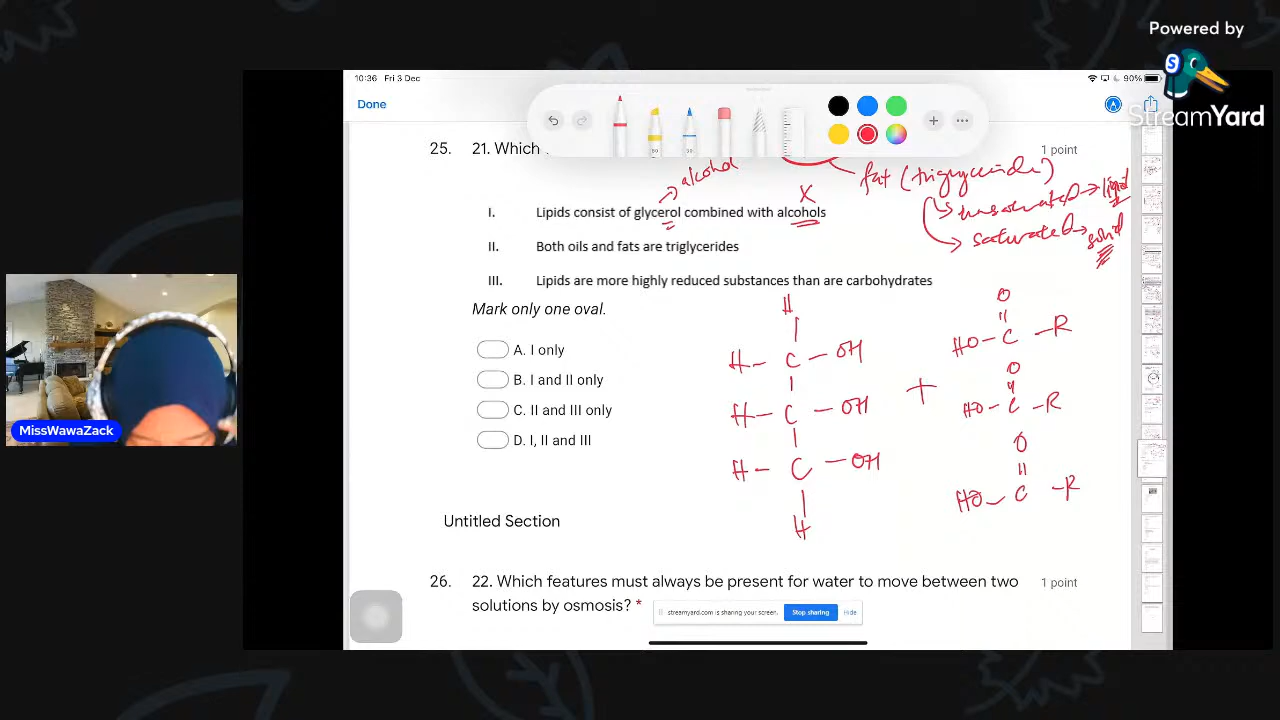 Powered by
StreamYard
10:36 Fri 3 Dec
90%
Done
25. 21. Which
1 point
alcohol
fat (triglyceride)
→ liquid
saturated → solid
X
I. Lipids consist of glycerol combined with alcohols
II. Both oils and fats are triglycerides
III. Lipids are more highly reduced substances than are carbohydrates
Mark only one oval.
A. I only
B. I and II only
C. II and III only
D. I, II and III
H
H - C - OH
H - C - OH
H - C - OH
H
+
O
HO - C - R
O
HO - C - R
O
HO - C - R
MissWawaZack
Untitled Section
26. 22. Which features must always be present for water to move between two
solutions by osmosis? *
1 point
streamyard.com is sharing your screen.
Stop sharing
Hide